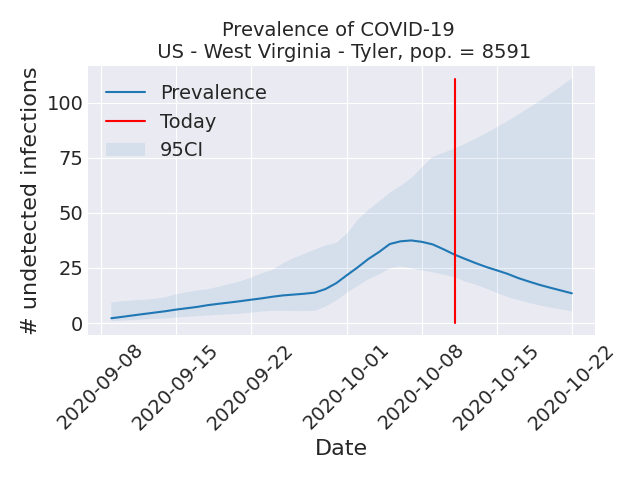 Prevalence of COVID-19
US - West Virginia - Tyler, pop. = 8591
# undetected infections
100
75
50
25
0
Prevalence
Today
95CI
2020-09-08
2020-09-15
2020-09-22
2020-10-01
2020-10-08
2020-10-15
2020-10-22
Date